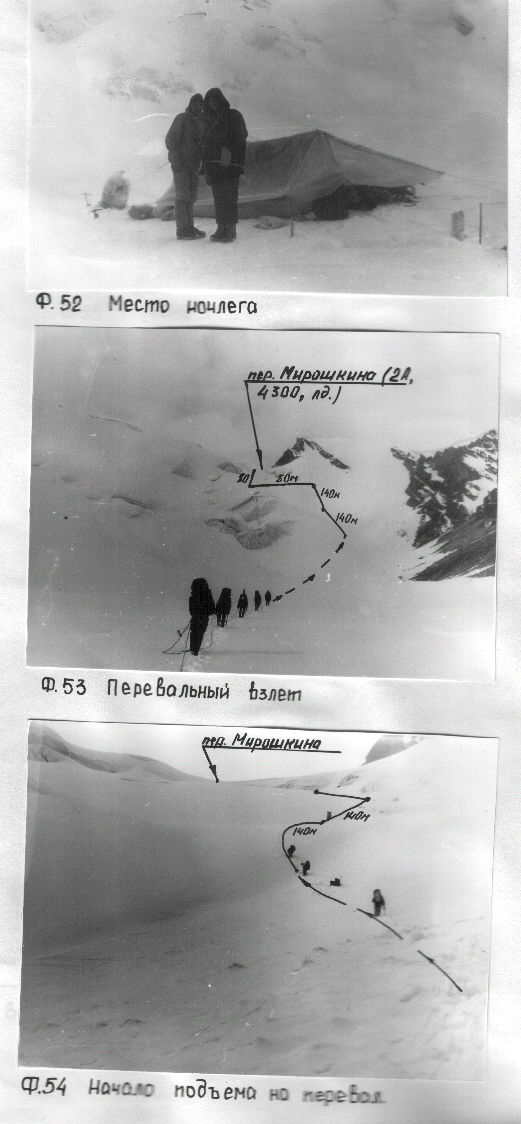 Ф.52 Место ночлега
пер. Мирошкина (2А,
4300, лд.)
50м
140м
140м
Ф.53 Перевальный взлет
пер. Мирошкина
140м
140м
Ф.54 Начало подъема на перевал